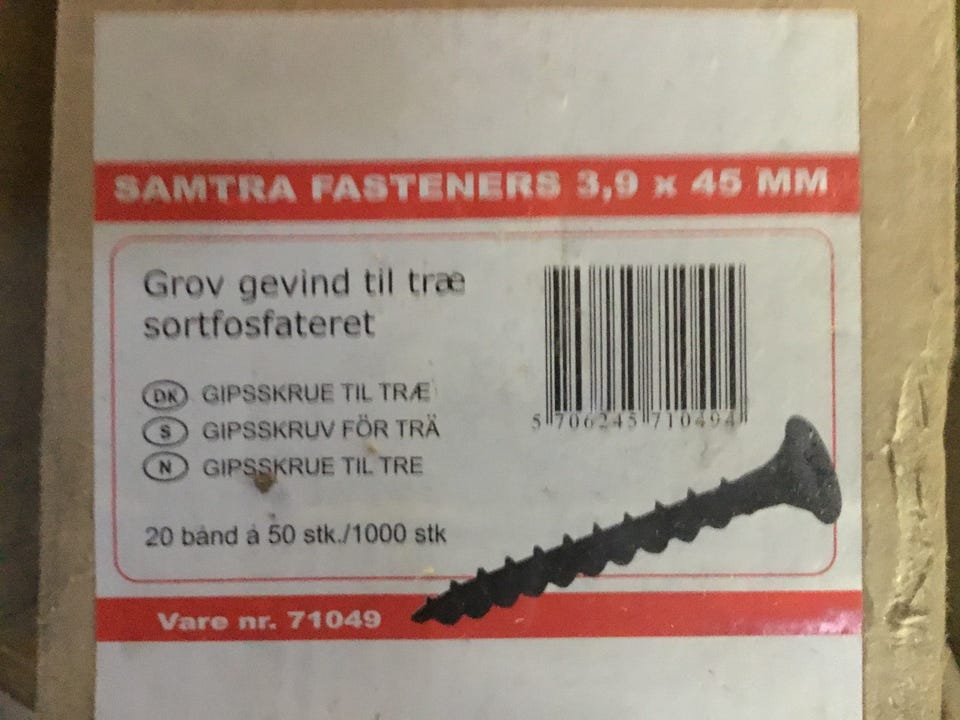 SAMTRA FASTENERS 3,9 x 45 MM
Grov gevind til træ
sortfosfateret
DK GIPSSKRUE TIL TRÆ
S GIPSSKRUV FÖR TRÄ
N GIPSSKRUE TIL TRE
5 706245 710494
20 bånd á 50 stk./1000 stk
Vare nr. 71049